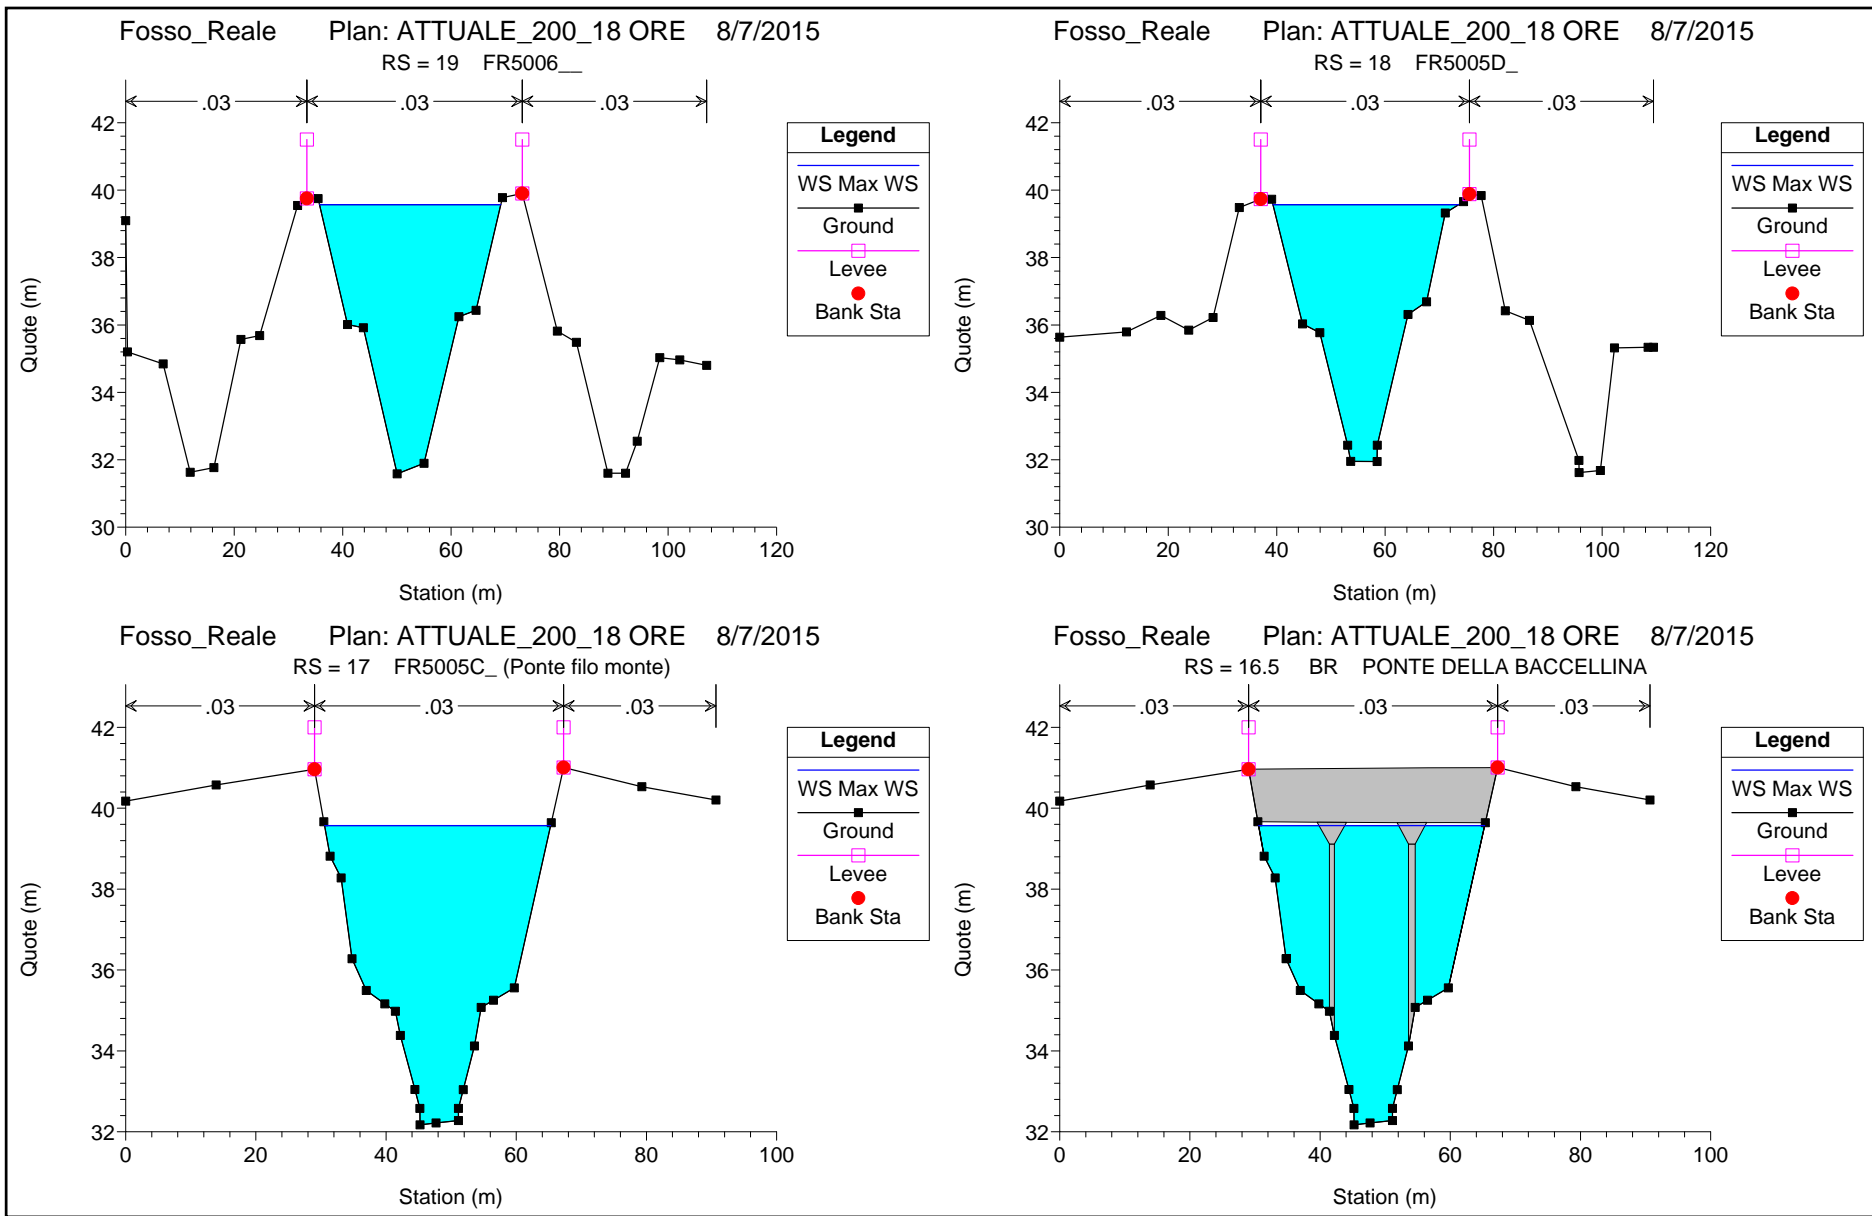 Fosso_Reale Plan: ATTUALE_200_18 ORE 8/7/2015
RS = 19 FR5006__
.03 .03 .03
42
40
38
36
34
32
30
0 20 40 60 80 100 120
Quote (m)
Station (m)
Legend
WS Max WS
Ground
Levee
Bank Sta
Fosso_Reale Plan: ATTUALE_200_18 ORE 8/7/2015
RS = 18 FR5005D_
.03 .03 .03
42
40
38
36
34
32
30
0 20 40 60 80 100 120
Quote (m)
Station (m)
Legend
WS Max WS
Ground
Levee
Bank Sta
Fosso_Reale Plan: ATTUALE_200_18 ORE 8/7/2015
RS = 17 FR5005C_ (Ponte filo monte)
.03 .03 .03
42
40
38
36
34
32
0 20 40 60 80 100
Quote (m)
Station (m)
Legend
WS Max WS
Ground
Levee
Bank Sta
Fosso_Reale Plan: ATTUALE_200_18 ORE 8/7/2015
RS = 16.5 BR PONTE DELLA BACCELLINA
.03 .03 .03
42
40
38
36
34
32
0 20 40 60 80 100
Quote (m)
Station (m)
Legend
WS Max WS
Ground
Levee
Bank Sta